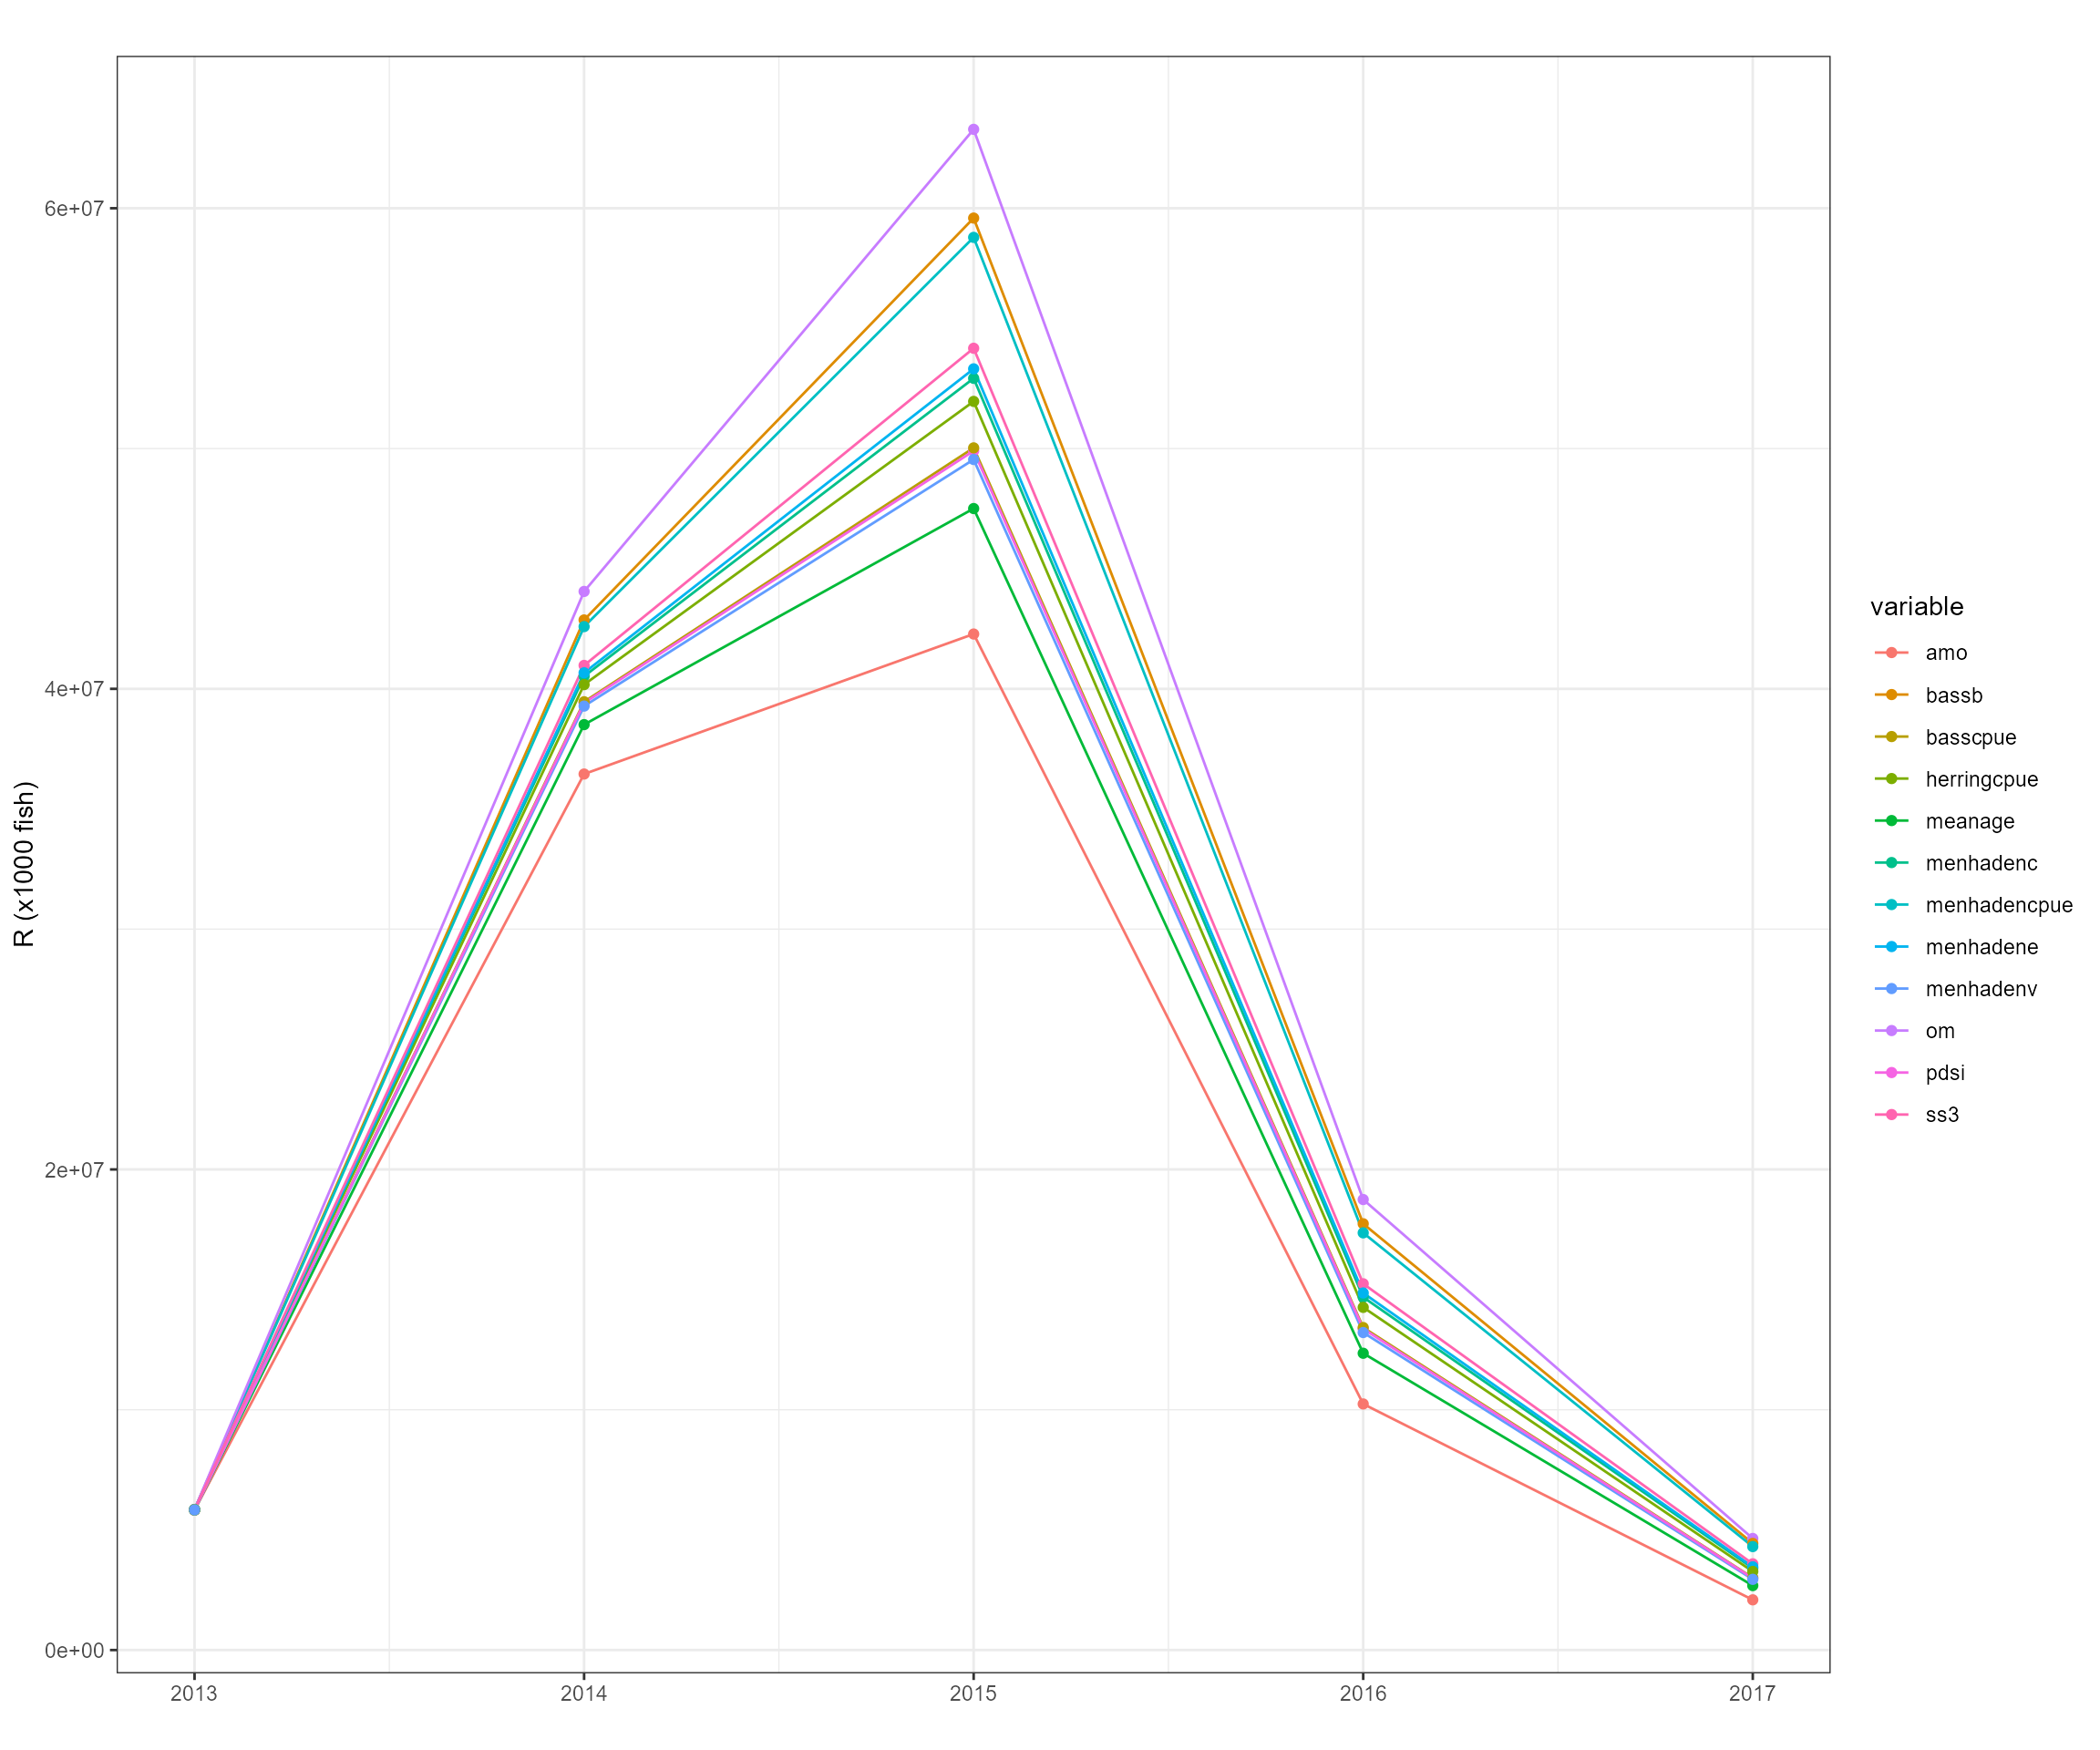 R (x1000 fish)
6e+07
4e+07
2e+07
0e+00
2013
2014
2015
2016
2017
variable
amo
bassb
basscpue
herringcpue
meanage
menhadenc
menhadencpue
menhadene
menhadenv
om
pdsi
ss3